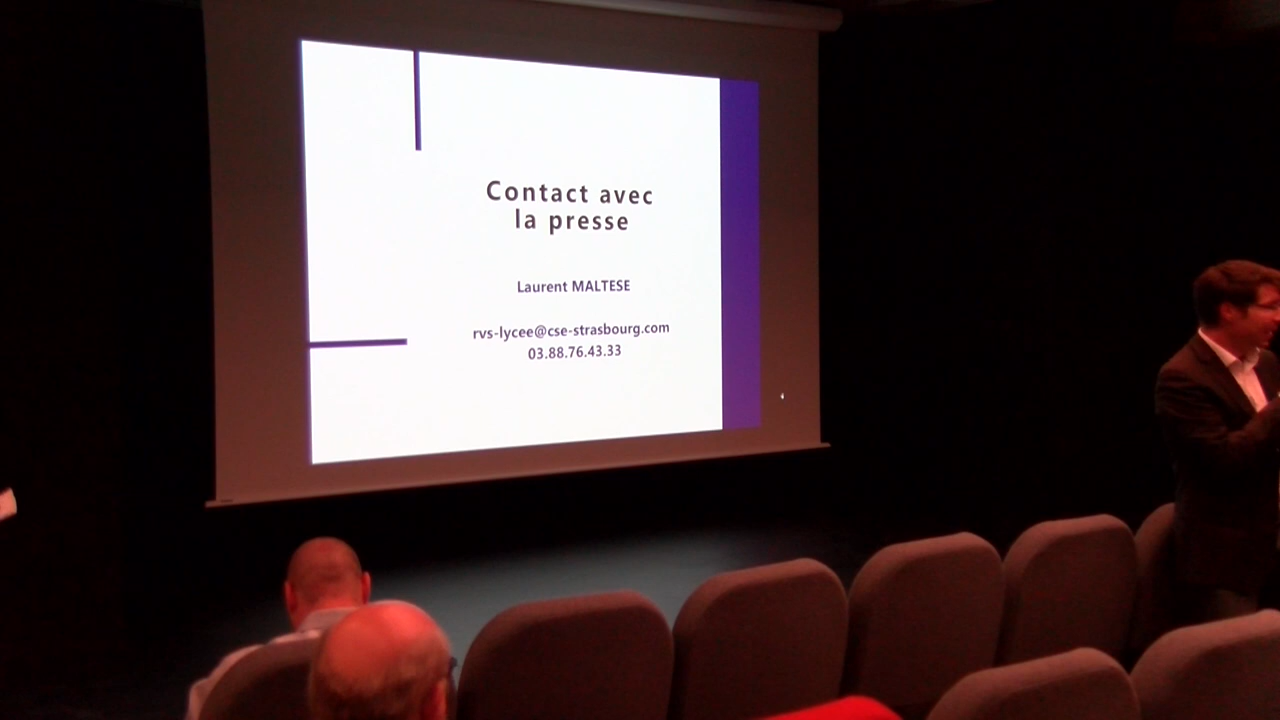 Contact avec
la presse
Laurent MALTESE
rvs-lycee@cse-strasbourg.com
03.88.76.43.33